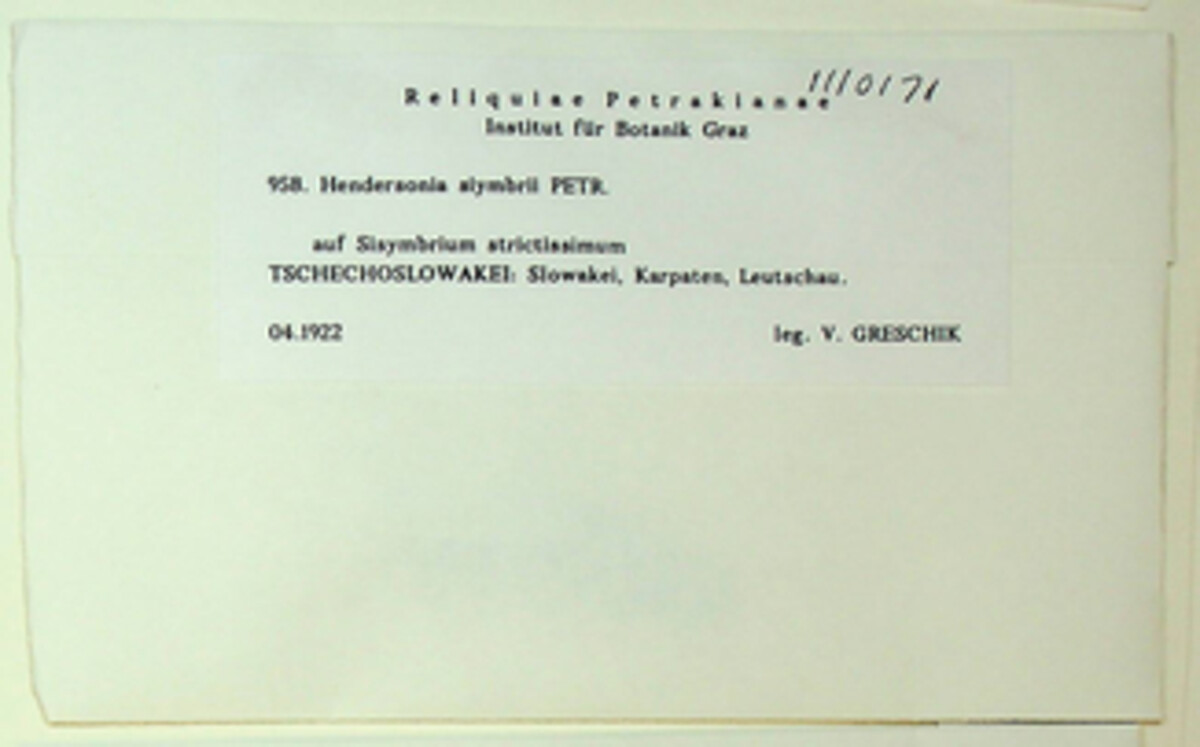 1110171
Reliquiae Petrakianae
Institut für Botanik Graz
958. Hendersonia siymbrii PETR.
auf Sisymbrium strictissimum
TSCHECHOSLOWAKEI: Slowakei, Karpaten, Leutschau.
04.1922 leg. V. GRESCHIK